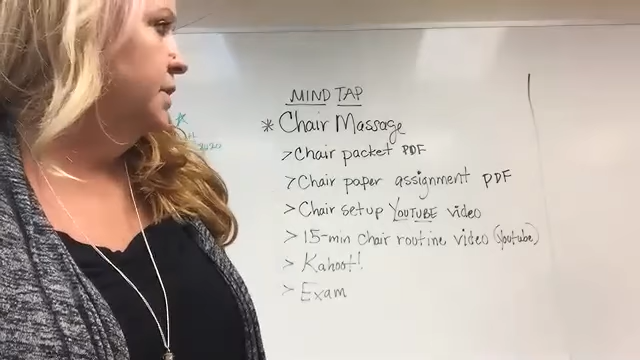 MIND TAP
* Chair Massage
> Chair packet PDF
> Chair paper assignment PDF
> Chair setup YOUTUBE video
> 15-min Chair routine video (Youtube)
> Kahoot!
> Exam
2020